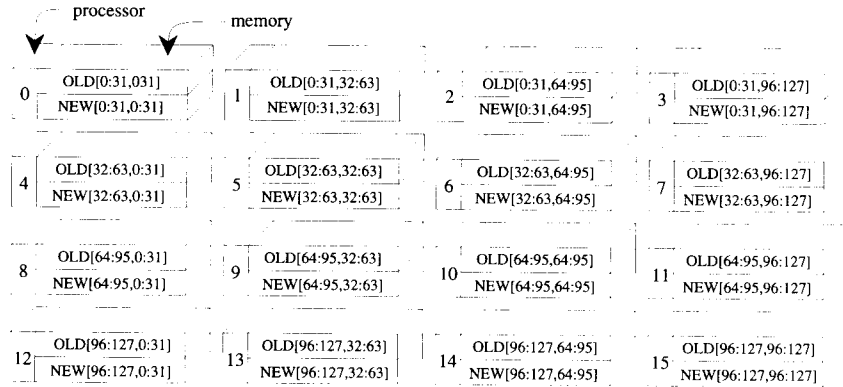 processor
memory
0 OLD[0:31,031] 1 OLD[0:31,32:63] 2 OLD[0:31,64:95] 3 OLD[0:31,96:127]
NEW[0:31,0:31] NEW[0:31,32:63] NEW[0:31,64:95] NEW[0:31,96:127]
4 OLD[32:63,0:31] 5 OLD[32:63,32:63] 6 OLD[32:63,64:95] 7 OLD[32:63,96:127]
NEW[32:63,0:31] NEW[32:63,32:63] NEW[32:63,64:95] NEW[32:63,96:127]
8 OLD[64:95,0:31] 9 OLD[64:95,32:63] 10 OLD[64:95,64:95] 11 OLD[64:95,96:127]
NEW[64:95,0:31] NEW[64:95,32:63] NEW[64:95,64:95] NEW[64:95,96:127]
12 OLD[96:127,0:31] 13 OLD[96:127,32:63] 14 OLD[96:127,64:95] 15 OLD[96:127,96:127]
NEW[96:127,0:31] NEW[96:127,32:63] NEW[96:127,64:95] NEW[96:127,96:127]